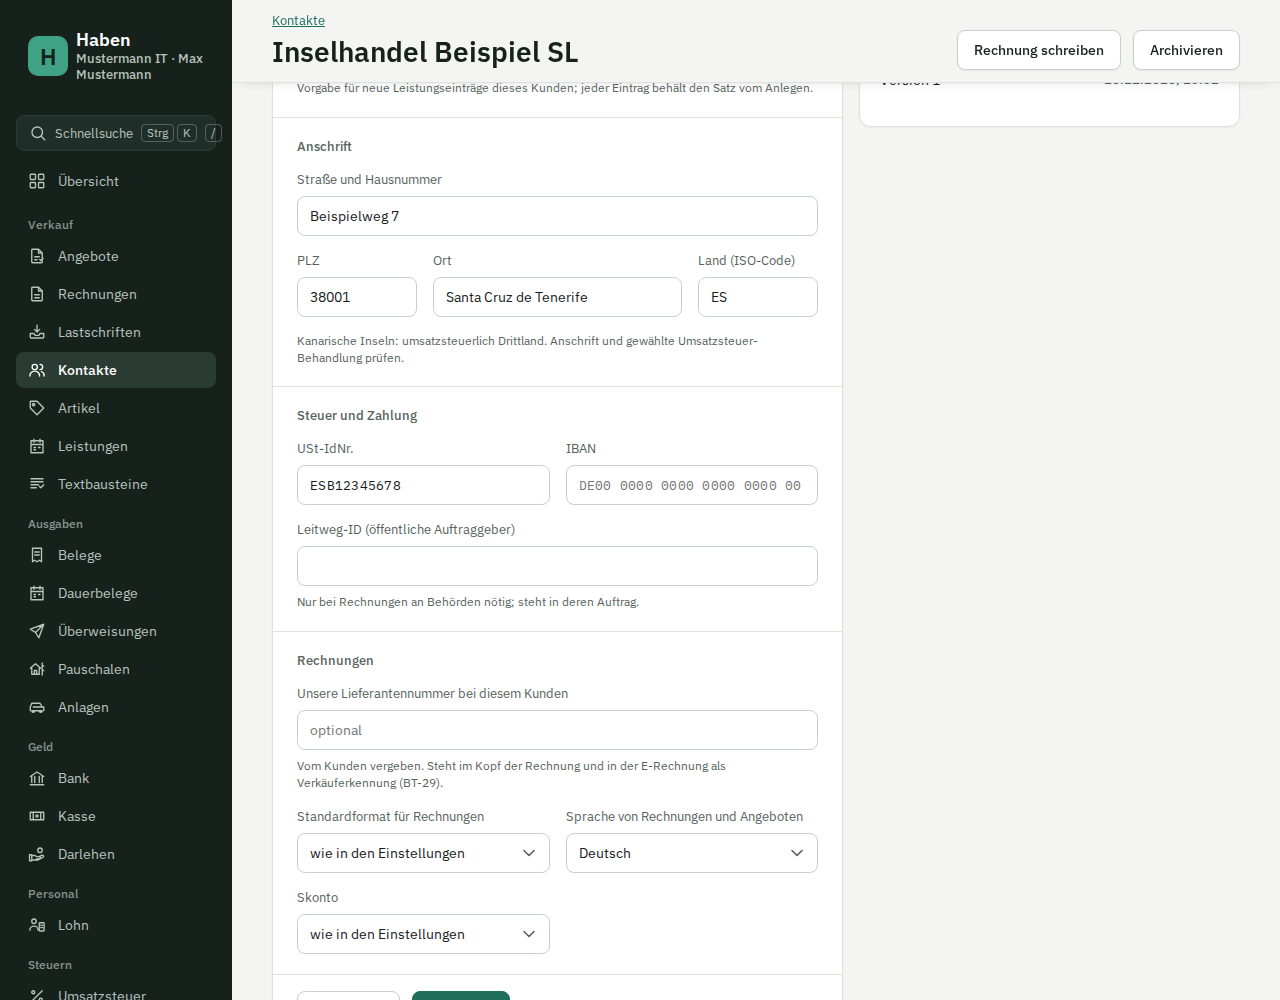 H
Haben
Mustermann IT · Max
Mustermann
Schnellsuche Strg K /
Übersicht
Verkauf
Angebote
Rechnungen
Lastschriften
Kontakte
Artikel
Leistungen
Textbausteine
Ausgaben
Belege
Dauerbelege
Überweisungen
Pauschalen
Anlagen
Geld
Bank
Kasse
Darlehen
Personal
Lohn
Steuern
Umsatzsteuer
Kontakte
Inselhandel Beispiel SL
Rechnung schreiben
Archivieren
Vorgabe für neue Leistungseinträge dieses Kunden; jeder Eintrag behält den Satz vom Anlegen.
Anschrift
Straße und Hausnummer
Beispielweg 7
PLZ Ort Land (ISO-Code)
38001 Santa Cruz de Tenerife ES
Kanarische Inseln: umsatzsteuerlich Drittland. Anschrift und gewählte Umsatzsteuer-
Behandlung prüfen.
Steuer und Zahlung
USt-IdNr. IBAN
ESB12345678 DE00 0000 0000 0000 0000 00
Leitweg-ID (öffentliche Auftraggeber)
Nur bei Rechnungen an Behörden nötig; steht in deren Auftrag.
Rechnungen
Unsere Lieferantennummer bei diesem Kunden
optional
Vom Kunden vergeben. Steht im Kopf der Rechnung und in der E-Rechnung als
Verkäuferkennung (BT-29).
Standardformat für Rechnungen Sprache von Rechnungen und Angeboten
wie in den Einstellungen Deutsch
Skonto
wie in den Einstellungen